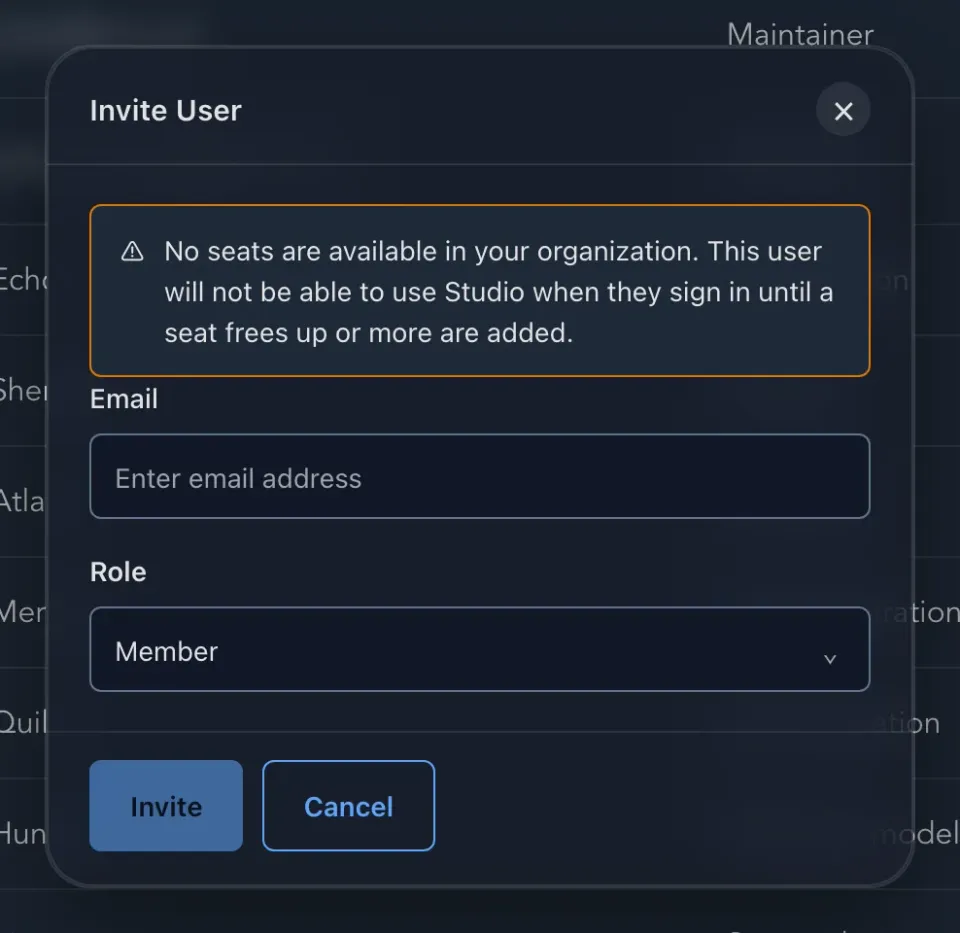 Maintainer
Invite User
No seats are available in your organization. This user
will not be able to use Studio when they sign in until a
seat frees up or more are added.
Email
Enter email address
Role
Member
Invite
Cancel